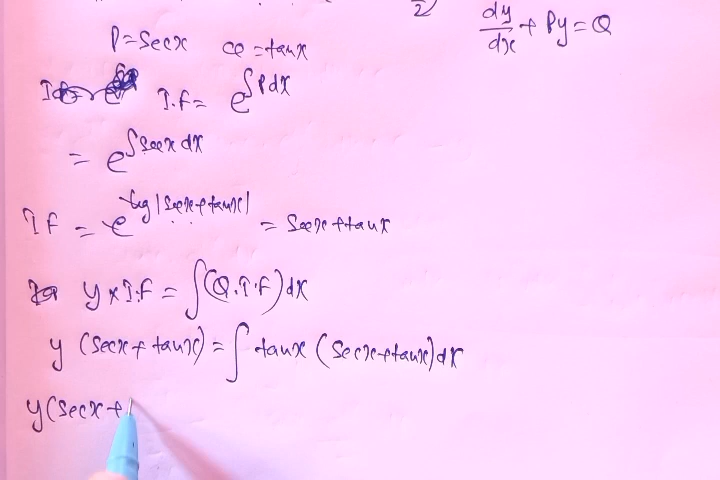 π/2
dy/dx + Py = Q
P = Secx Q = tanx
I.F = e^∫Pdx
= e^∫Secx dx
I F = e^log|Secx+tanx| = Secx + tanx
y x I.F = ∫(Q.I.F)dx
y (Secx + tanx) = ∫ tanx (Secx+tanx)dx
y(Secx +